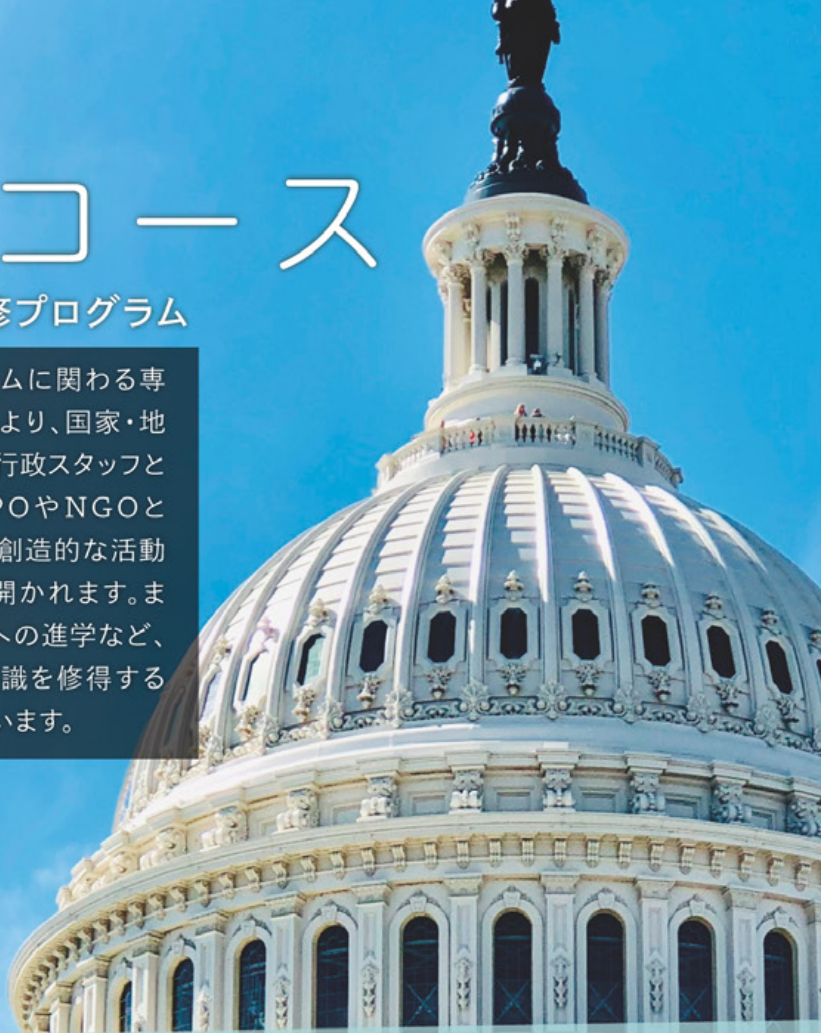 コース
修プログラム
ムに関わる専
より、国家・地
行政スタッフと
POやNGOと
創造的な活動
開かれます。ま
への進学など、
識を修得する
います。